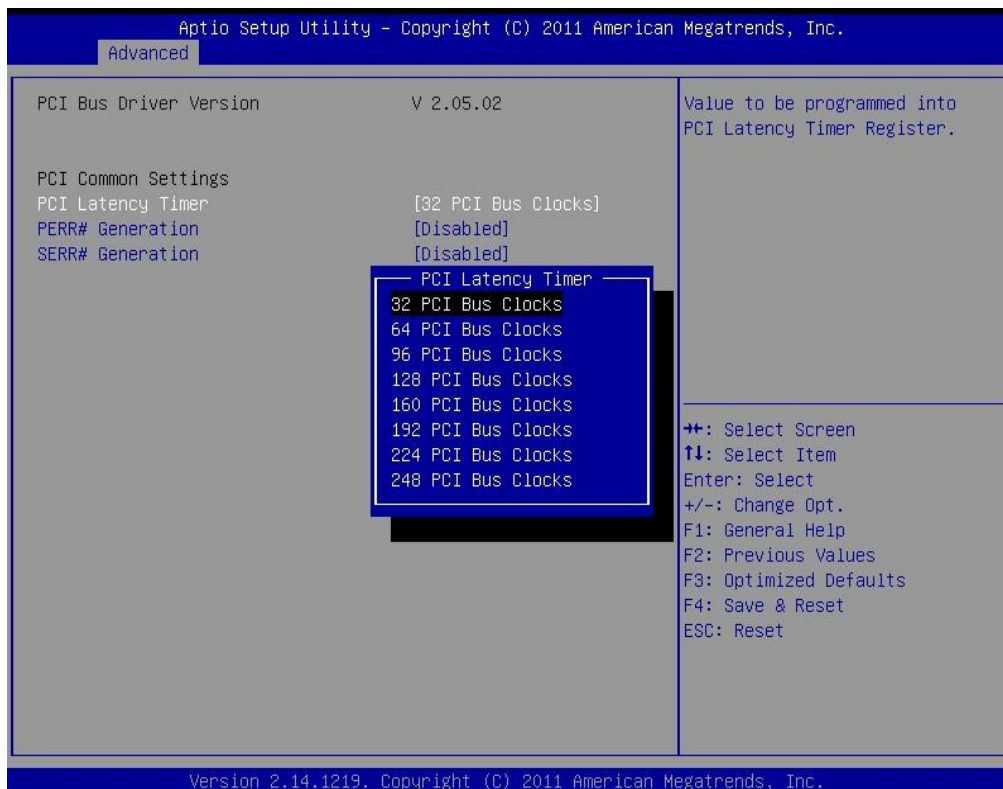 Aptio Setup Utility – Copyright (C) 2011 American Megatrends, Inc.
Advanced
PCI Bus Driver Version V 2.05.02
PCI Common Settings
PCI Latency Timer [32 PCI Bus Clocks]
PERR# Generation [Disabled]
SERR# Generation [Disabled]
PCI Latency Timer
32 PCI Bus Clocks
64 PCI Bus Clocks
96 PCI Bus Clocks
128 PCI Bus Clocks
160 PCI Bus Clocks
192 PCI Bus Clocks
224 PCI Bus Clocks
248 PCI Bus Clocks
Value to be programmed into
PCI Latency Timer Register.
→←: Select Screen
↑↓: Select Item
Enter: Select
+/-: Change Opt.
F1: General Help
F2: Previous Values
F3: Optimized Defaults
F4: Save & Reset
ESC: Reset
Version 2.14.1219. Copyright (C) 2011 American Megatrends, Inc.